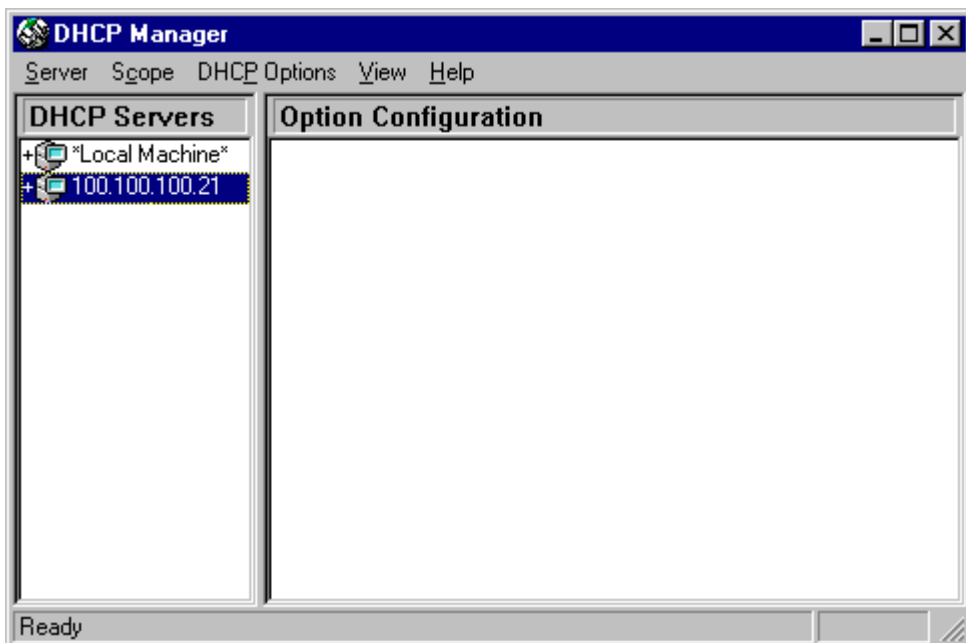 DHCP Manager
Server Scope DHCP Options View Help
DHCP Servers
Option Configuration
+ *Local Machine*
+ 100.100.100.21
Ready